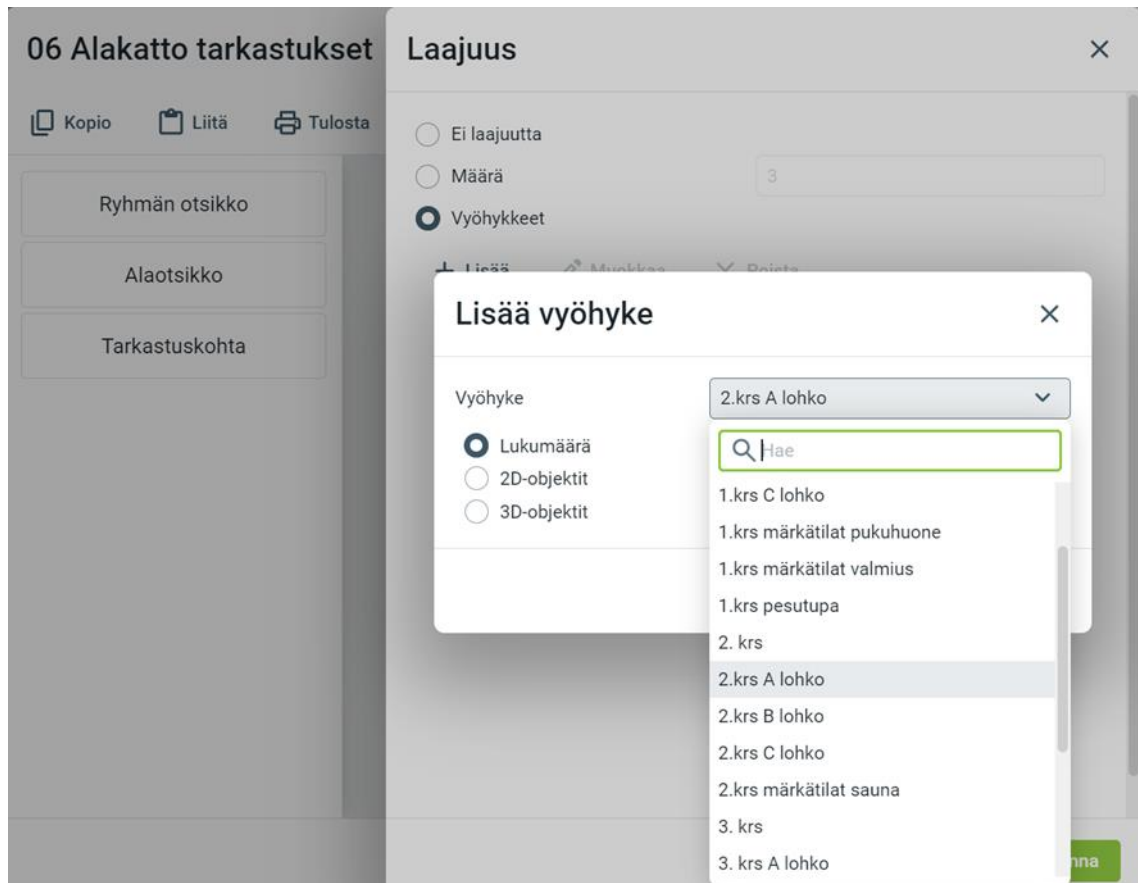 06 Alakatto tarkastukset
Kopio Liitä Tulosta
Ryhmän otsikko
Alaotsikko
Tarkastuskohta
Laajuus
Ei laajuutta
Määrä 3
Vyöhykkeet
Lisää Muokkaa Poista
Lisää vyöhyke
Vyöhyke 2.krs A lohko
Lukumäärä
2D-objektit
3D-objektit
Hae
1.krs C lohko
1.krs märkätilat pukuhuone
1.krs märkätilat valmius
1.krs pesutupa
2. krs
2.krs A lohko
2.krs B lohko
2.krs C lohko
2.krs märkätilat sauna
3. krs
3. krs A lohko